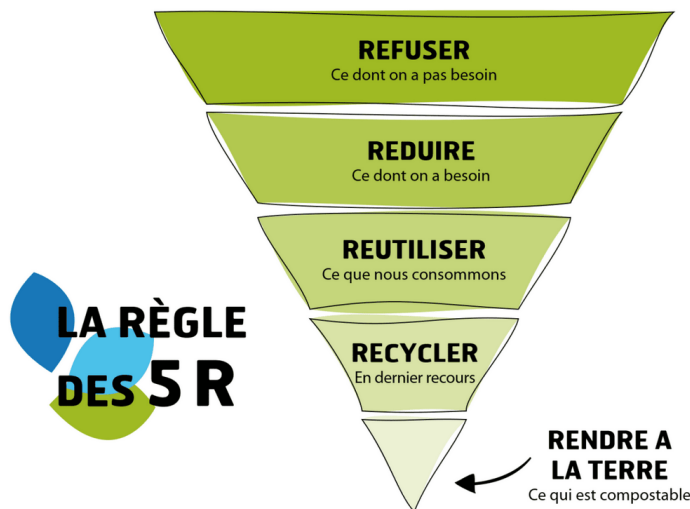 REFUSER
Ce dont on a pas besoin
REDUIRE
Ce dont on a besoin
REUTILISER
Ce que nous consommons
RECYCLER
En dernier recours
LA RÈGLE
DES 5 R
RENDRE A
LA TERRE
Ce qui est compostable